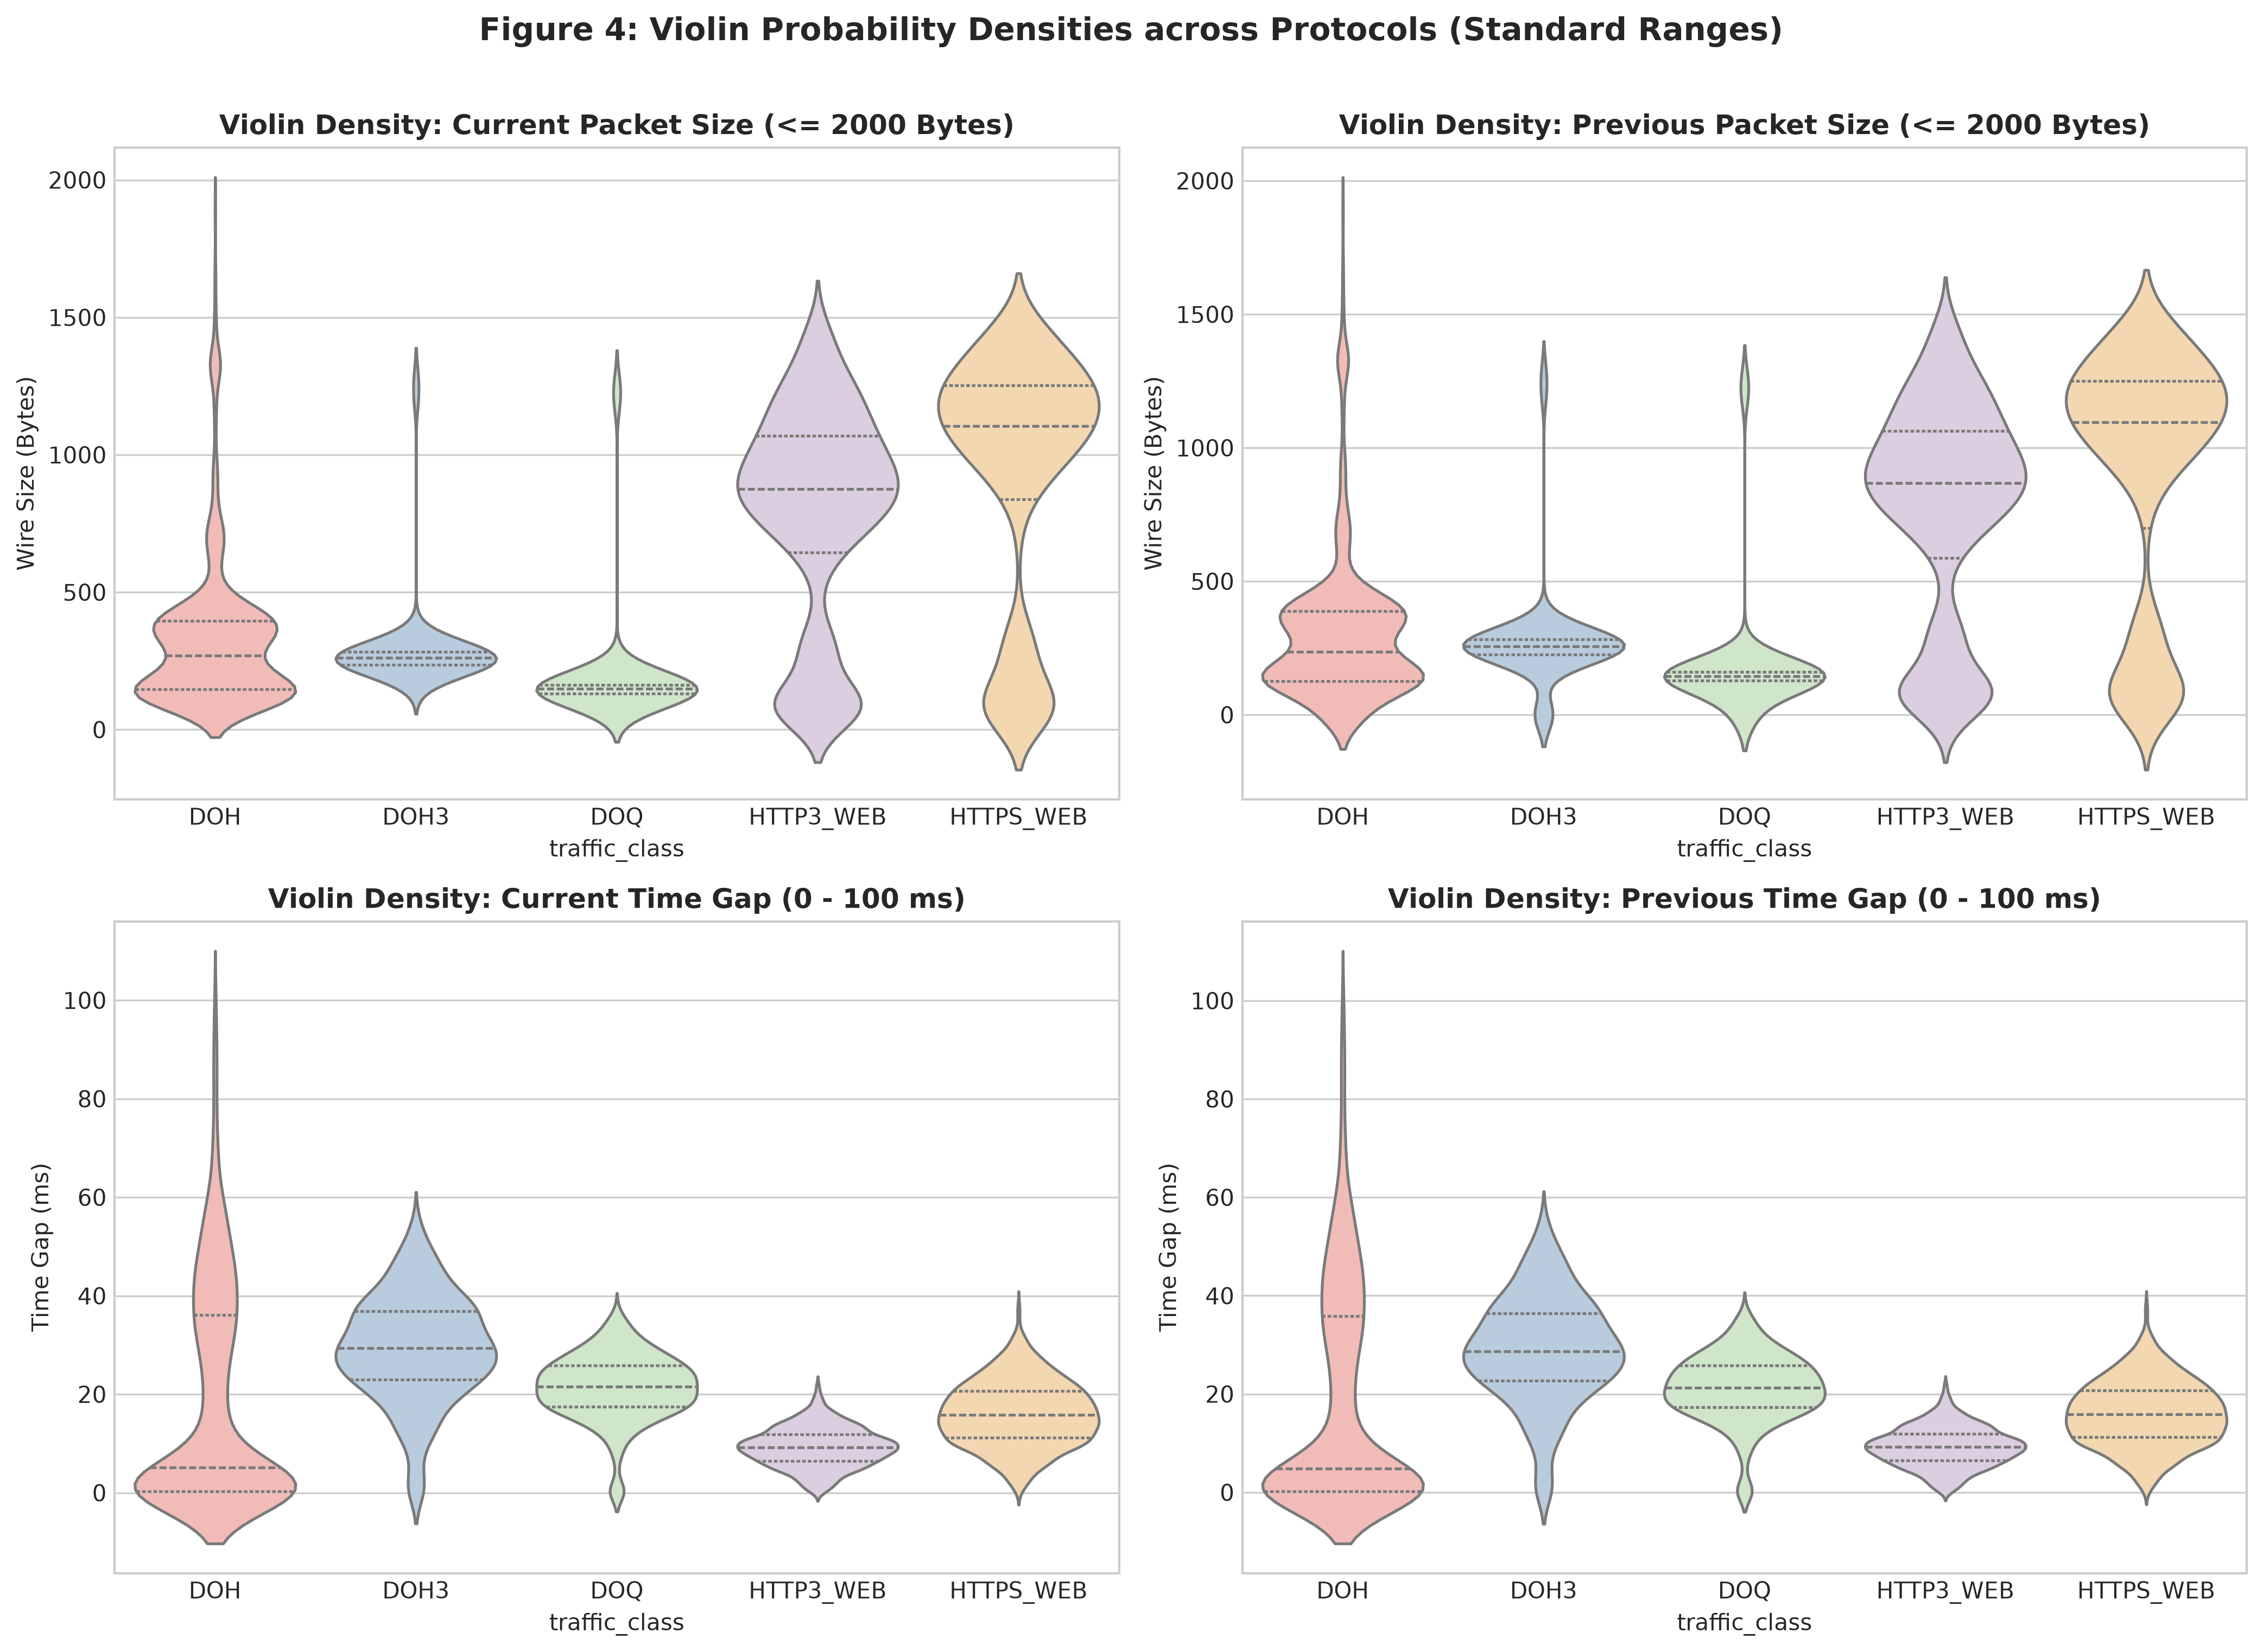 Figure 4: Violin Probability Densities across Protocols (Standard Ranges)
Violin Density: Current Packet Size (<= 2000 Bytes)
Wire Size (Bytes)
2000
1500
1000
500
0
DOH DOH3 DOQ HTTP3_WEB HTTPS_WEB
traffic_class
Violin Density: Previous Packet Size (<= 2000 Bytes)
Wire Size (Bytes)
2000
1500
1000
500
0
DOH DOH3 DOQ HTTP3_WEB HTTPS_WEB
traffic_class
Violin Density: Current Time Gap (0 - 100 ms)
Time Gap (ms)
100
80
60
40
20
0
DOH DOH3 DOQ HTTP3_WEB HTTPS_WEB
traffic_class
Violin Density: Previous Time Gap (0 - 100 ms)
Time Gap (ms)
100
80
60
40
20
0
DOH DOH3 DOQ HTTP3_WEB HTTPS_WEB
traffic_class